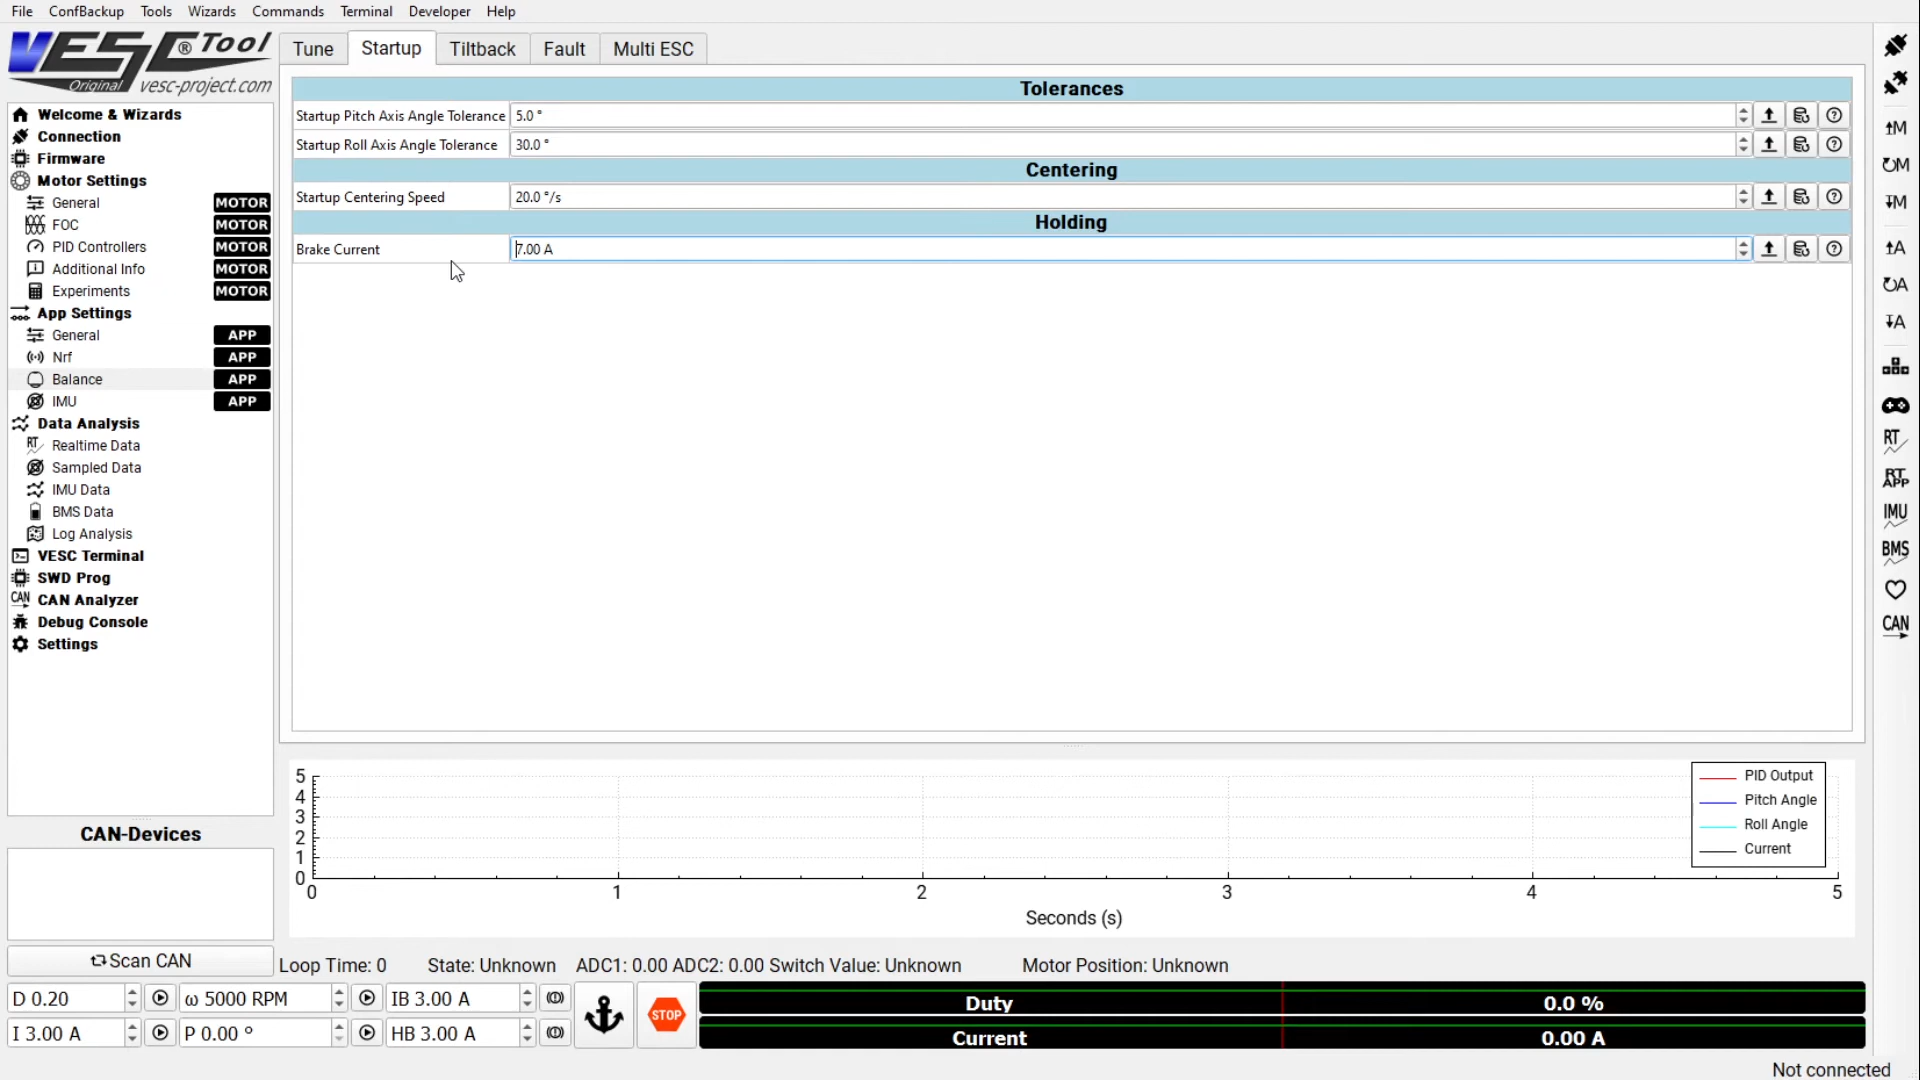 File ConfBackup Tools Wizards Commands Terminal Developer Help
VESC® Tool
Original vesc-project.com
Welcome & Wizards
Connection
Firmware
Motor Settings
General MOTOR
FOC MOTOR
PID Controllers MOTOR
Additional Info MOTOR
Experiments MOTOR
App Settings
General APP
Nrf APP
Balance APP
IMU APP
Data Analysis
RT Realtime Data
Sampled Data
IMU Data
BMS Data
Log Analysis
VESC Terminal
SWD Prog
CAN CAN Analyzer
Debug Console
Settings
CAN-Devices
Scan CAN
Tune Startup Tiltback Fault Multi ESC
Tolerances
Startup Pitch Axis Angle Tolerance 5.0 °
Startup Roll Axis Angle Tolerance 30.0 °
Centering
Startup Centering Speed 20.0 °/s
Holding
Brake Current 7.00 A
5
4
3
2
1
0
0 1 2 3 4 5
Seconds (s)
PID Output
Pitch Angle
Roll Angle
Current
Loop Time: 0 State: Unknown ADC1: 0.00 ADC2: 0.00 Switch Value: Unknown Motor Position: Unknown
D 0.20 ω 5000 RPM IB 3.00 A
I 3.00 A P 0.00 ° HB 3.00 A
STOP
Duty 0.0 %
Current 0.00 A
M
M
M
A
A
A
RT
RT
APP
IMU
BMS
CAN
Not connected